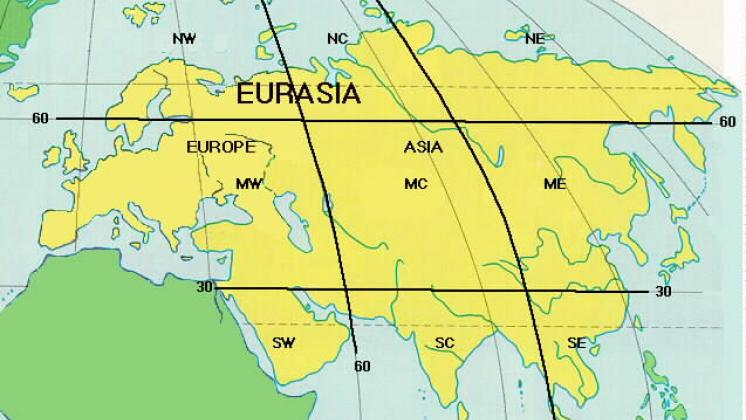 NW NC NE
EURASIA
60 60
EUROPE ASIA
MW MC ME
30 30
SW SC SE
60